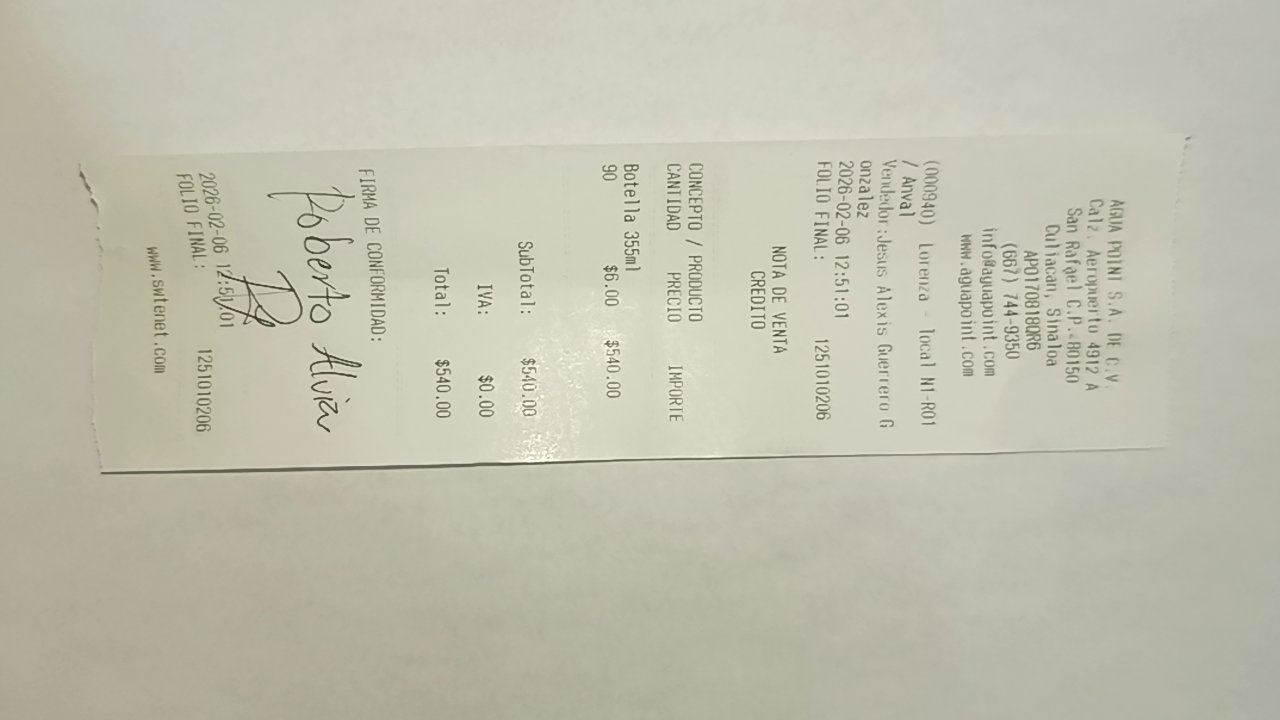 AGUA POINT S.A. DE C.V.
Calz. Aeropuerto 4912 A
San Rafael C.P. 80150
Culiacan, Sinaloa
APO170818QR6
(667) 744-9350
info@aguapoint.com
www.aguapoint.com
(000940) Lorenza - local N1-R01
/ Anval
Vendedor:Jesus Alexis Guerrero G
onzalez
2026-02-06 12:51:01
FOLIO FINAL: 1251010206
NOTA DE VENTA
CREDITO
CONCEPTO / PRODUCTO
CANTIDAD PRECIO IMPORTE
Botella 355ml
90 $6.00 $540.00
SubTotal: $540.00
IVA: $0.00
Total: $540.00
FIRMA DE CONFORMIDAD:
Roberto
2026-02-06 12:51:01
FOLIO FINAL: 1251010206
www.swtenet.com